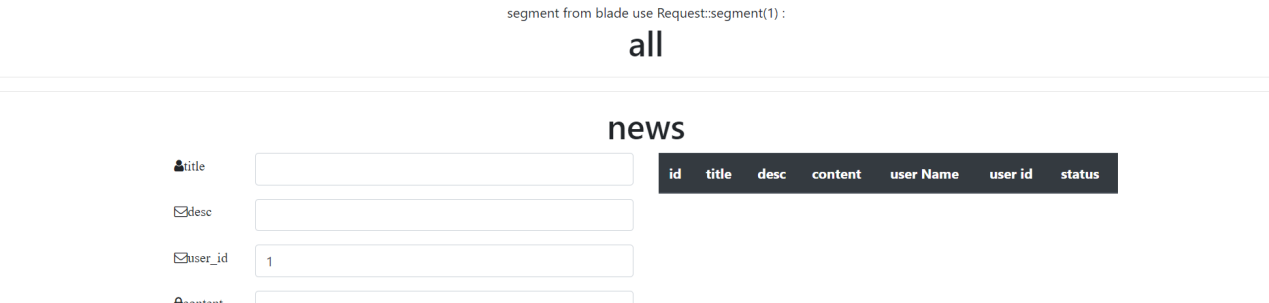 segment from blade use Request::segment(1) :
all
news
title
id title desc content user Name user id status
desc
user_id 1
content